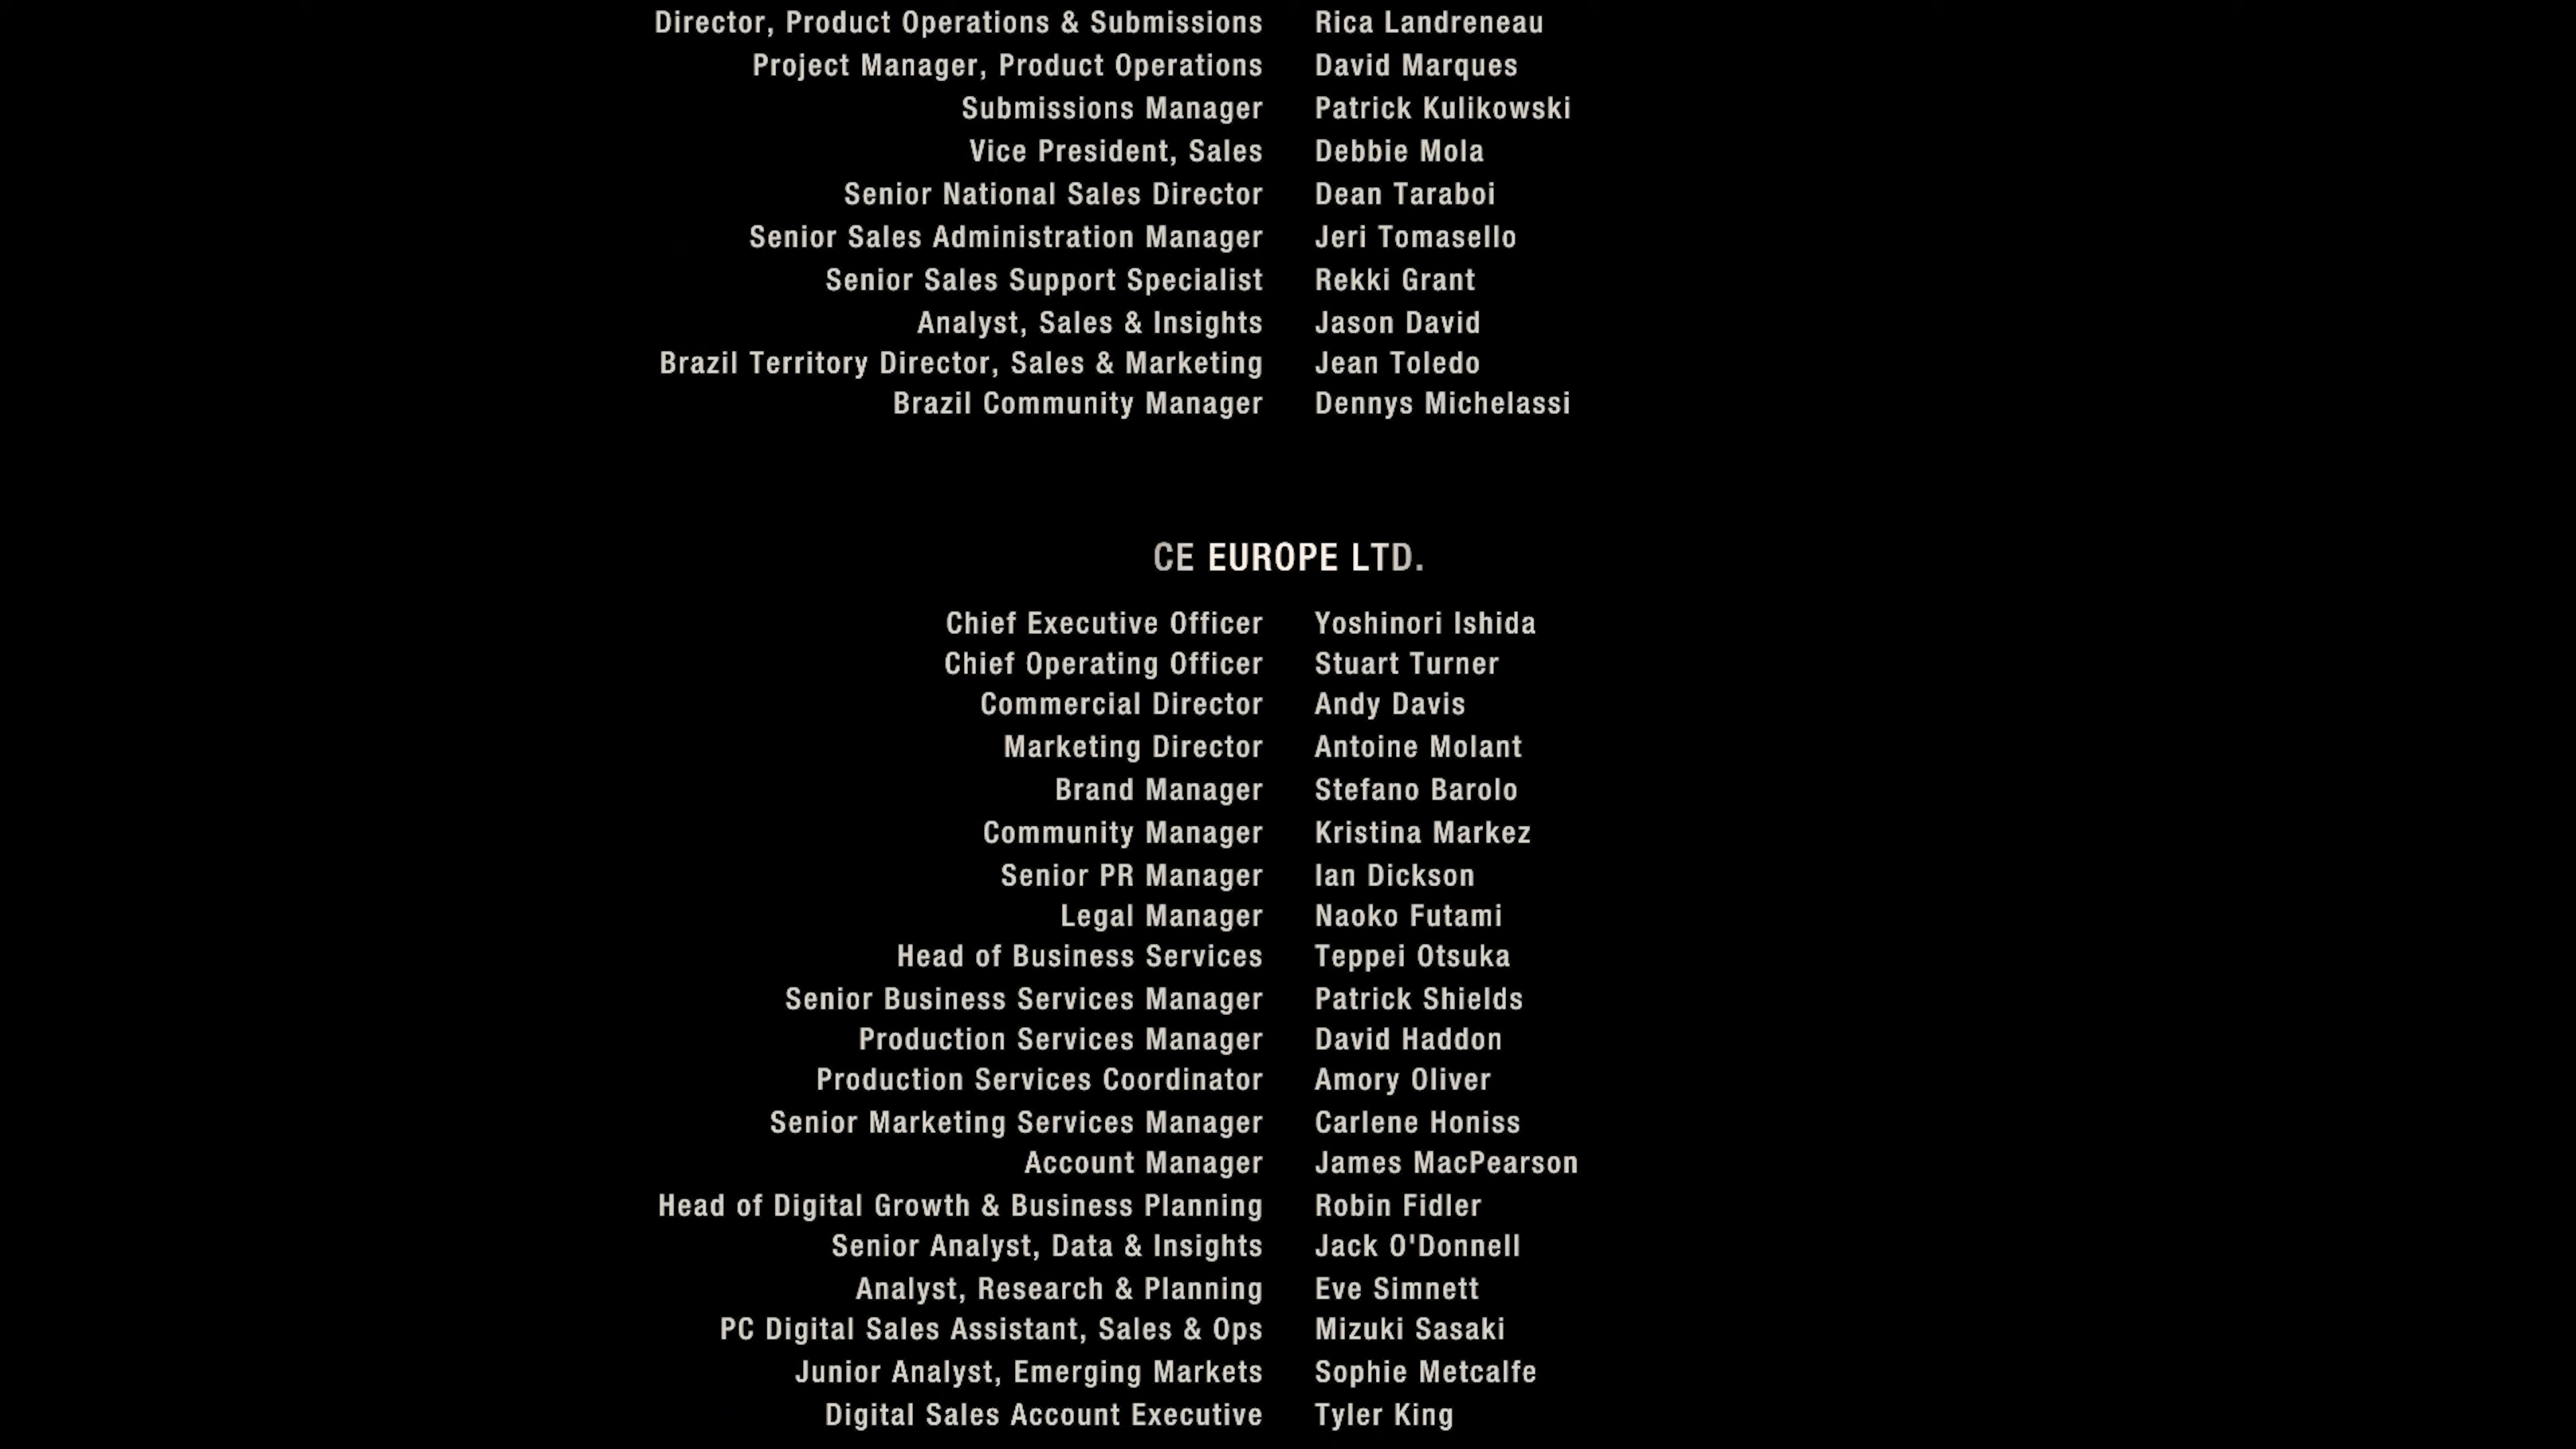 Director, Product Operations & Submissions Rica Landreneau
Project Manager, Product Operations David Marques
Submissions Manager Patrick Kulikowski
Vice President, Sales Debbie Mola
Senior National Sales Director Dean Taraboi
Senior Sales Administration Manager Jeri Tomasello
Senior Sales Support Specialist Rekki Grant
Analyst, Sales & Insights Jason David
Brazil Territory Director, Sales & Marketing Jean Toledo
Brazil Community Manager Dennys Michelassi
CE EUROPE LTD.
Chief Executive Officer Yoshinori Ishida
Chief Operating Officer Stuart Turner
Commercial Director Andy Davis
Marketing Director Antoine Molant
Brand Manager Stefano Barolo
Community Manager Kristina Markez
Senior PR Manager Ian Dickson
Legal Manager Naoko Futami
Head of Business Services Teppei Otsuka
Senior Business Services Manager Patrick Shields
Production Services Manager David Haddon
Production Services Coordinator Amory Oliver
Senior Marketing Services Manager Carlene Honiss
Account Manager James MacPearson
Head of Digital Growth & Business Planning Robin Fidler
Senior Analyst, Data & Insights Jack O'Donnell
Analyst, Research & Planning Eve Simnett
PC Digital Sales Assistant, Sales & Ops Mizuki Sasaki
Junior Analyst, Emerging Markets Sophie Metcalfe
Digital Sales Account Executive Tyler King